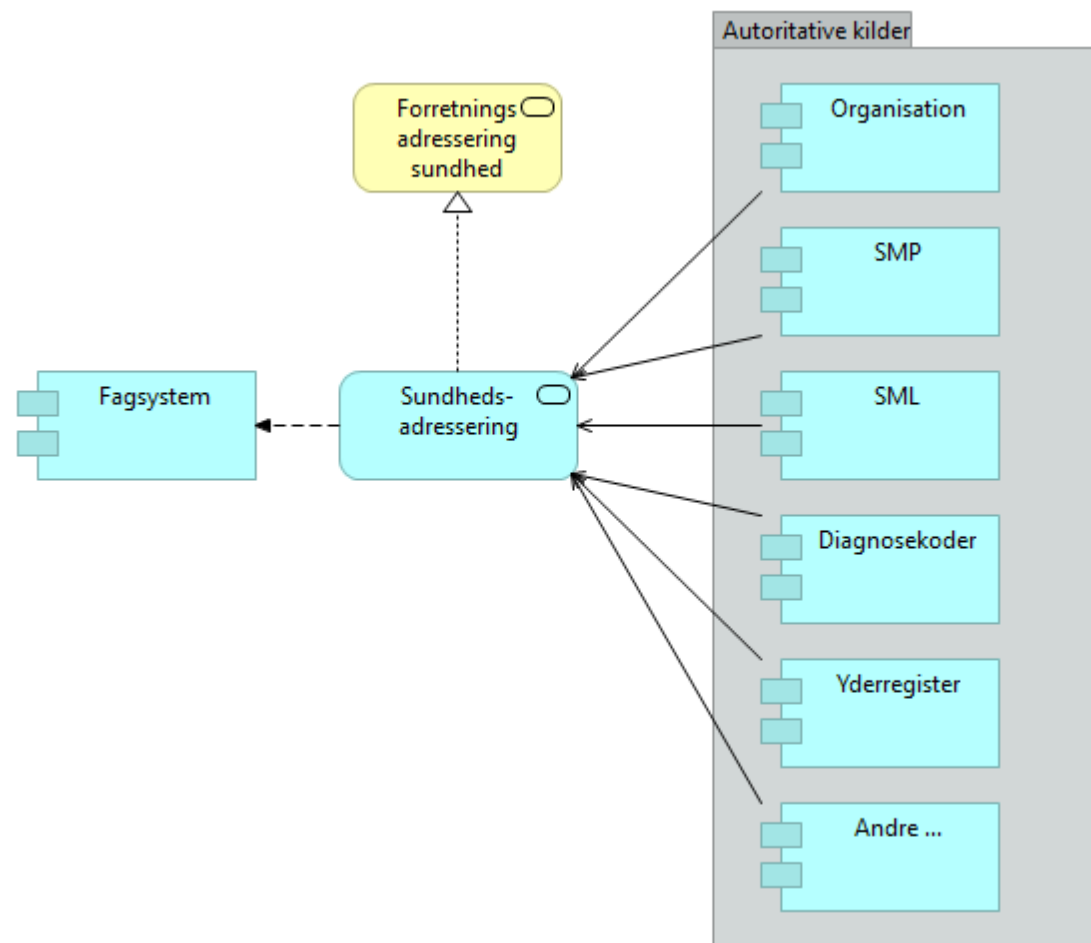 Autoritative kilder
Forretnings
adressering
sundhed
Organisation
SMP
Fagsystem
Sundheds-
adressering
SML
Diagnosekoder
Yderregister
Andre ...